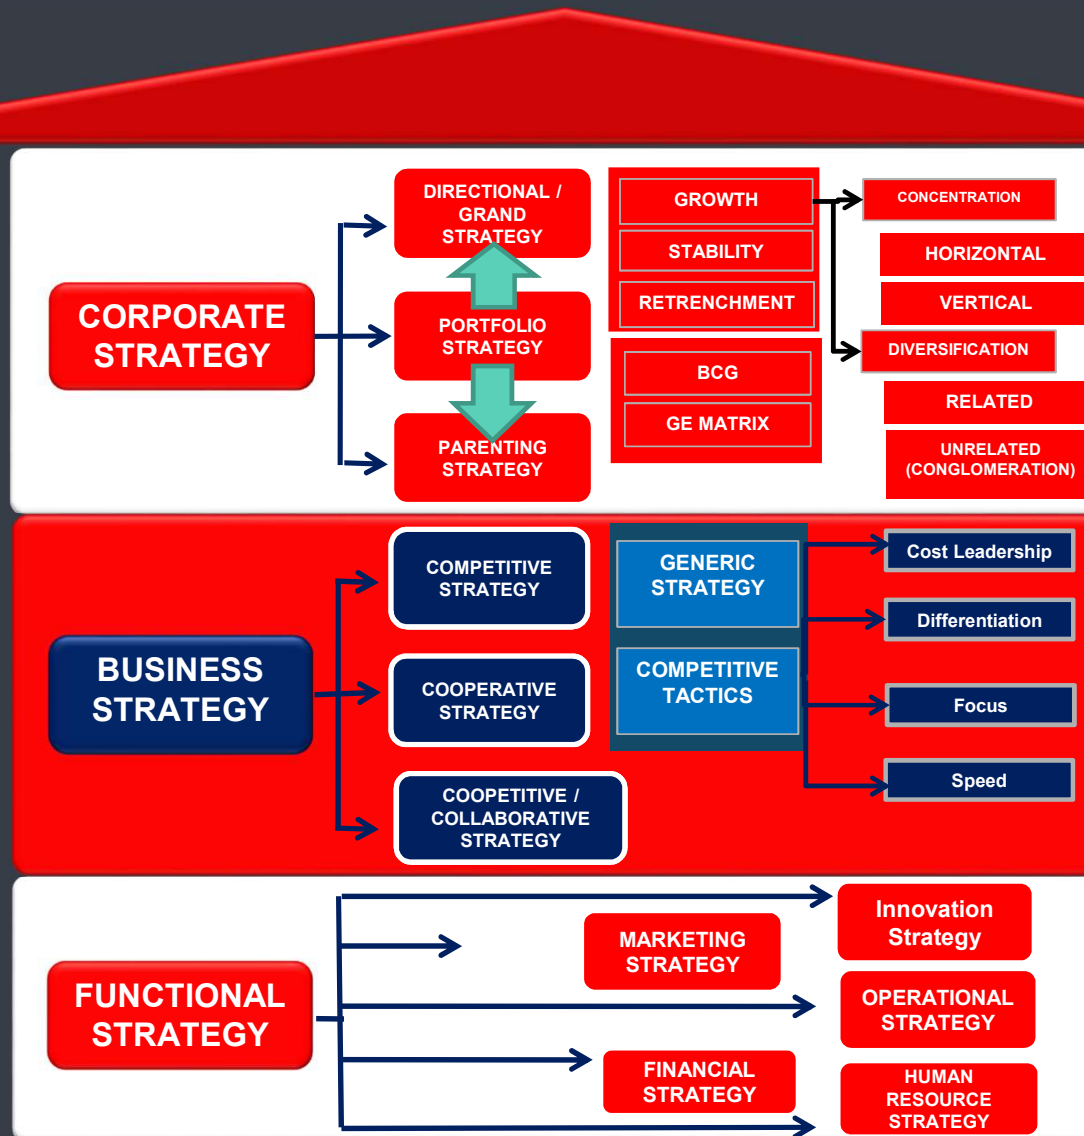 DIRECTIONAL /
GRAND
STRATEGY
GROWTH
CONCENTRATION
STABILITY
HORIZONTAL
CORPORATE
STRATEGY
PORTFOLIO
STRATEGY
RETRENCHMENT
VERTICAL
DIVERSIFICATION
BCG
RELATED
GE MATRIX
PARENTING
STRATEGY
UNRELATED
(CONGLOMERATION)
COMPETITIVE
STRATEGY
GENERIC
STRATEGY
Cost Leadership
Differentiation
BUSINESS
STRATEGY
COOPERATIVE
STRATEGY
COMPETITIVE
TACTICS
Focus
Speed
COOPETITIVE /
COLLABORATIVE
STRATEGY
Innovation
Strategy
MARKETING
STRATEGY
FUNCTIONAL
STRATEGY
OPERATIONAL
STRATEGY
FINANCIAL
STRATEGY
HUMAN
RESOURCE
STRATEGY